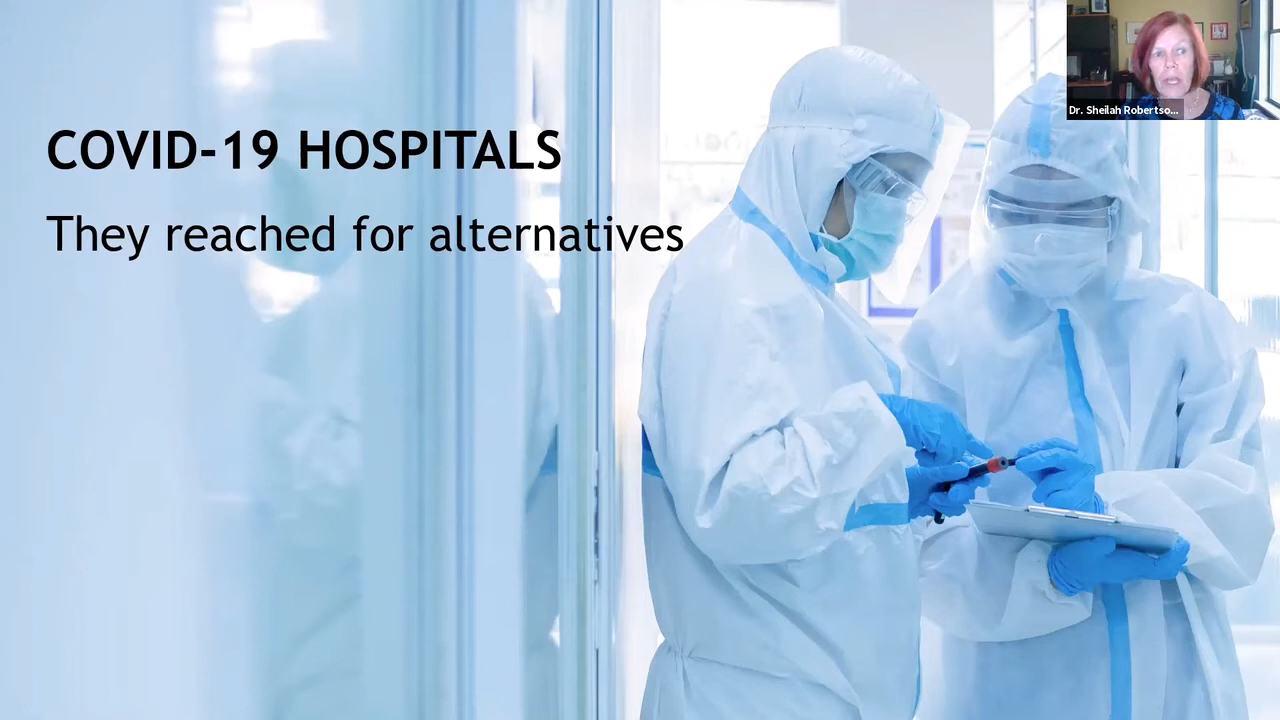 COVID-19 HOSPITALS
They reached for alternatives
Dr. Sheilah Robertso...